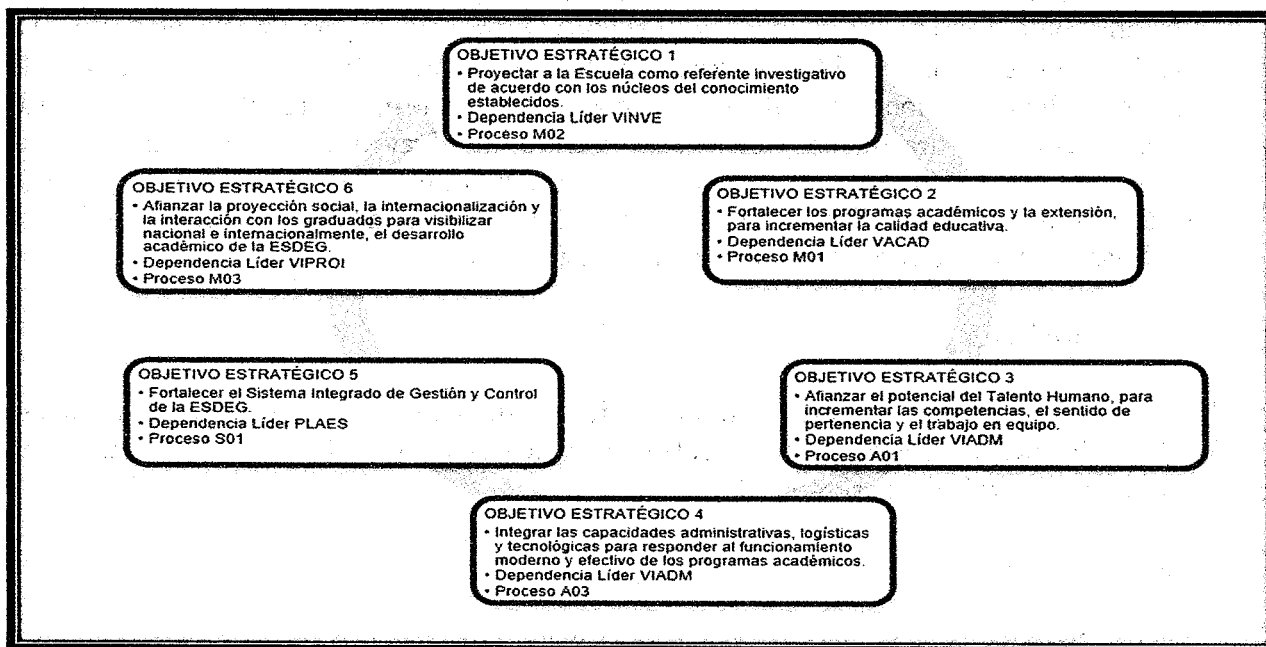 OBJETIVO ESTRATÉGICO 1
• Proyectar a la Escuela como referente investigativo
de acuerdo con los núcleos del conocimiento
establecidos.
• Dependencia Líder VINVE
• Proceso M02
OBJETIVO ESTRATÉGICO 2
• Fortalecer los programas académicos y la extensión,
para incrementar la calidad educativa.
• Dependencia Líder VACAD
• Proceso M01
OBJETIVO ESTRATÉGICO 3
• Afianzar el potencial del Talento Humano, para
incrementar las competencias, el sentido de
pertenencia y el trabajo en equipo.
• Dependencia Líder VIADM
• Proceso A01
OBJETIVO ESTRATÉGICO 4
• Integrar las capacidades administrativas, logísticas
y tecnológicas para responder al funcionamiento
moderno y efectivo de los programas académicos.
• Dependencia Líder VIADM
• Proceso A03
OBJETIVO ESTRATÉGICO 5
• Fortalecer el Sistema Integrado de Gestión y Control
de la ESDEG.
• Dependencia Líder PLAES
• Proceso S01
OBJETIVO ESTRATÉGICO 6
• Afianzar la proyección social, la internacionalización y
la interacción con los graduados para visibilizar
nacional e internacionalmente, el desarrollo
académico de la ESDEG.
• Dependencia Líder VIPROI
• Proceso M03